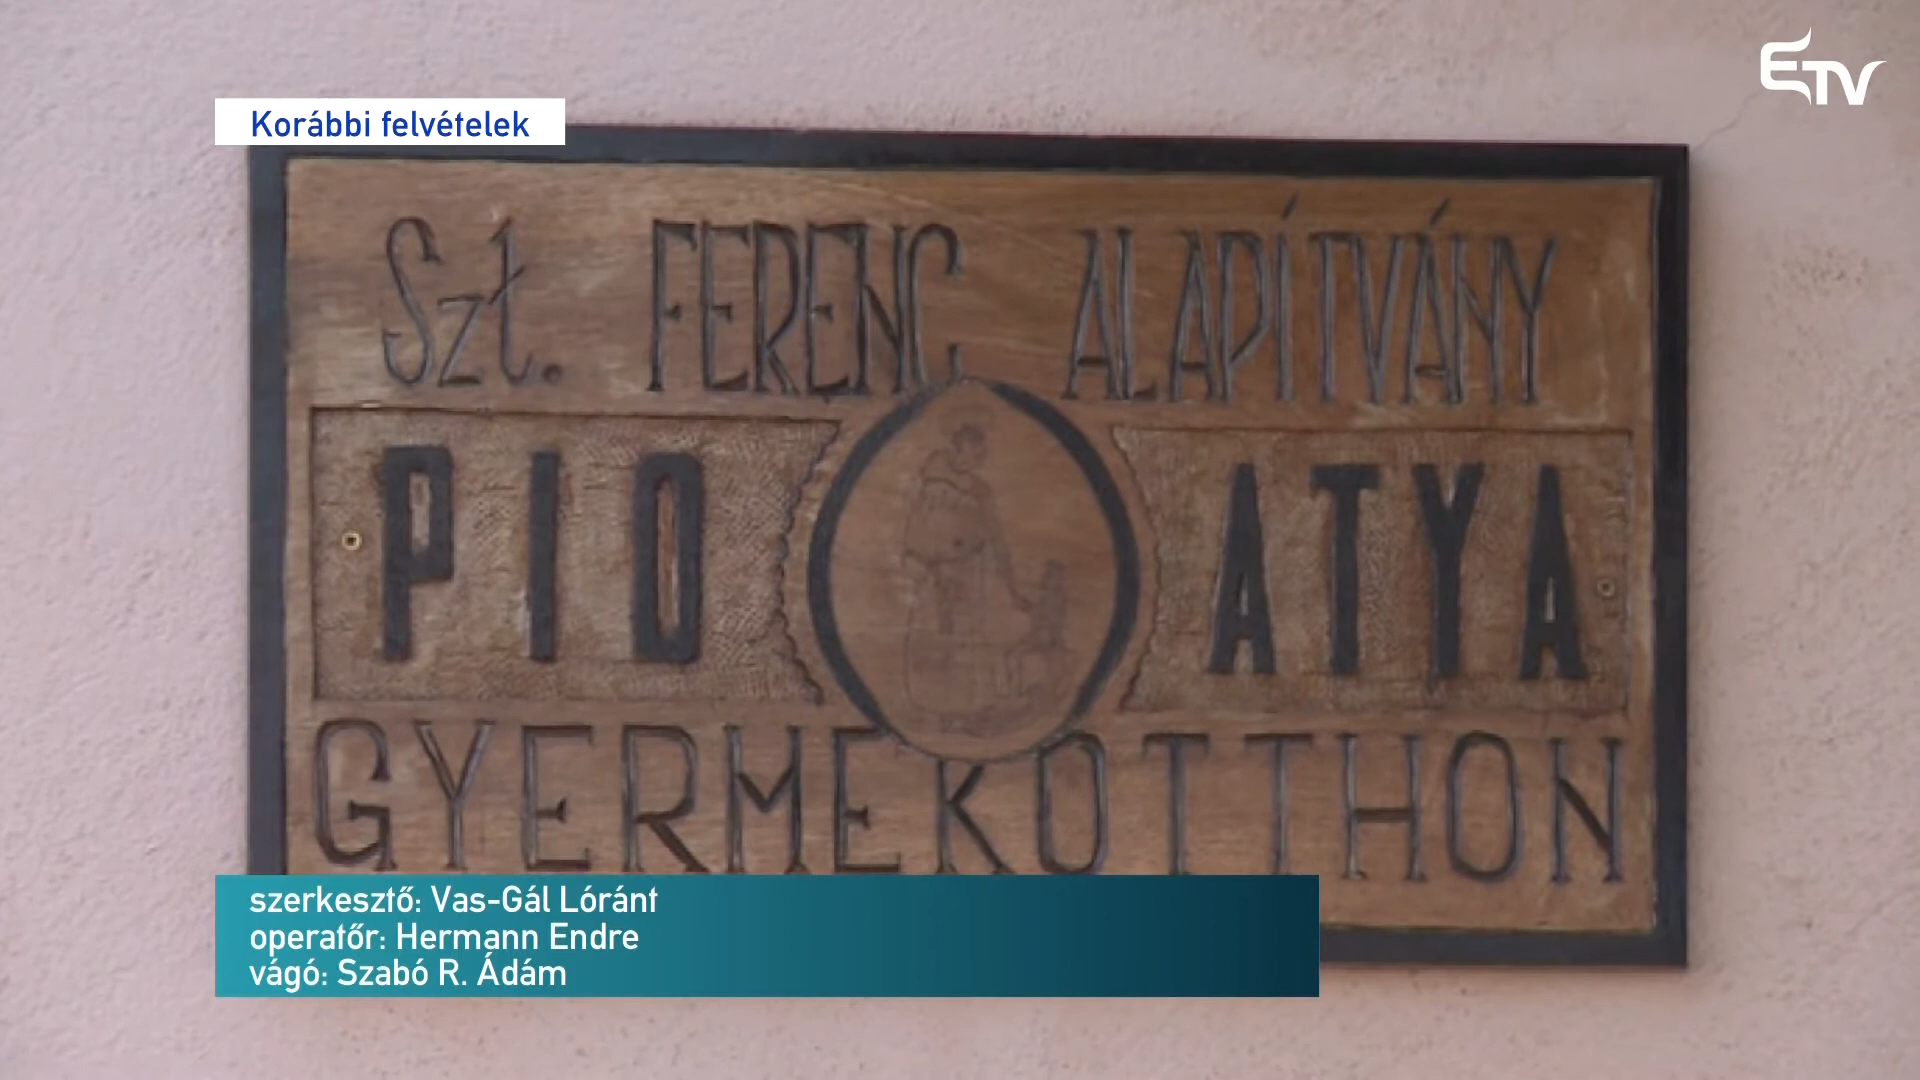 ETV
Korábbi felvételek
Szt. FERENC ALAPÍTVÁNY
PIO ATYA
GYERMEKOTTHON
szerkesztő: Vas-Gál Lóránt
operatőr: Hermann Endre
vágó: Szabó R. Ádám